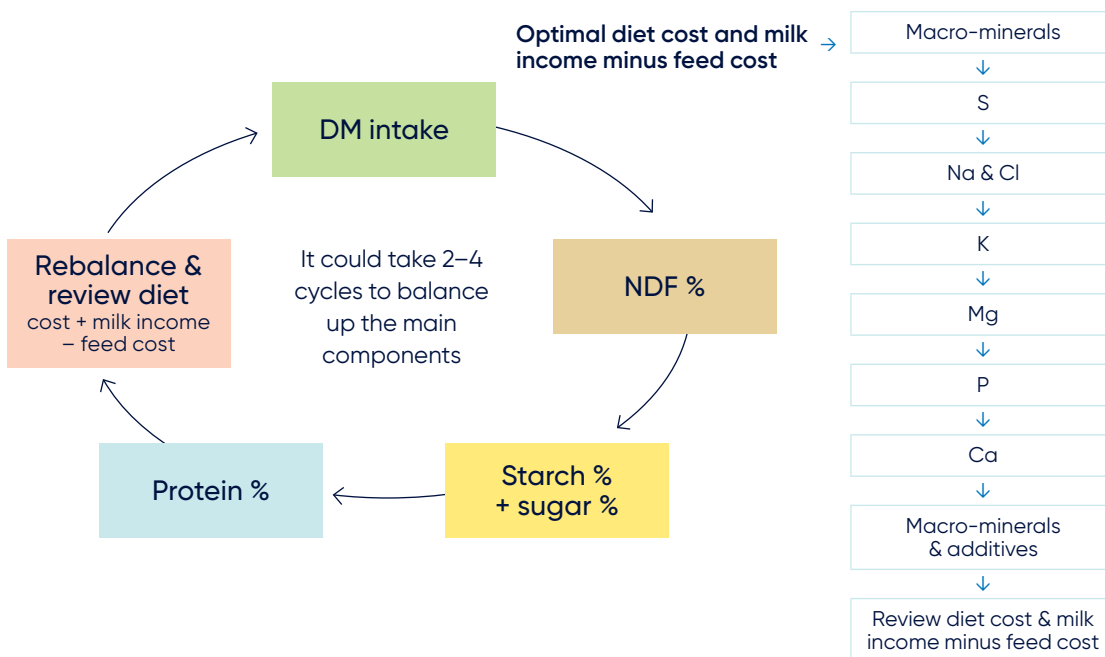 Optimal diet cost and milk
income minus feed cost
DM intake
NDF %
Starch %
+ sugar %
Protein %
Rebalance &
review diet
cost + milk income
– feed cost
It could take 2–4
cycles to balance
up the main
components
Macro-minerals
S
Na & Cl
K
Mg
P
Ca
Macro-minerals
& additives
Review diet cost & milk
income minus feed cost